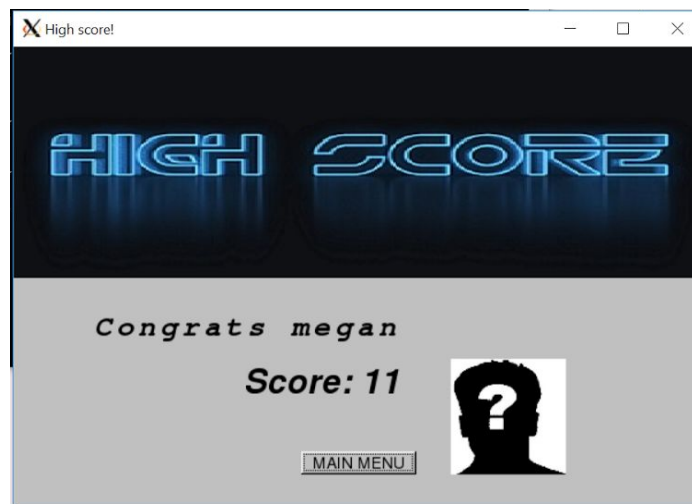 High score!
HIGH SCORE
Congrats megan
Score: 11
?
MAIN MENU